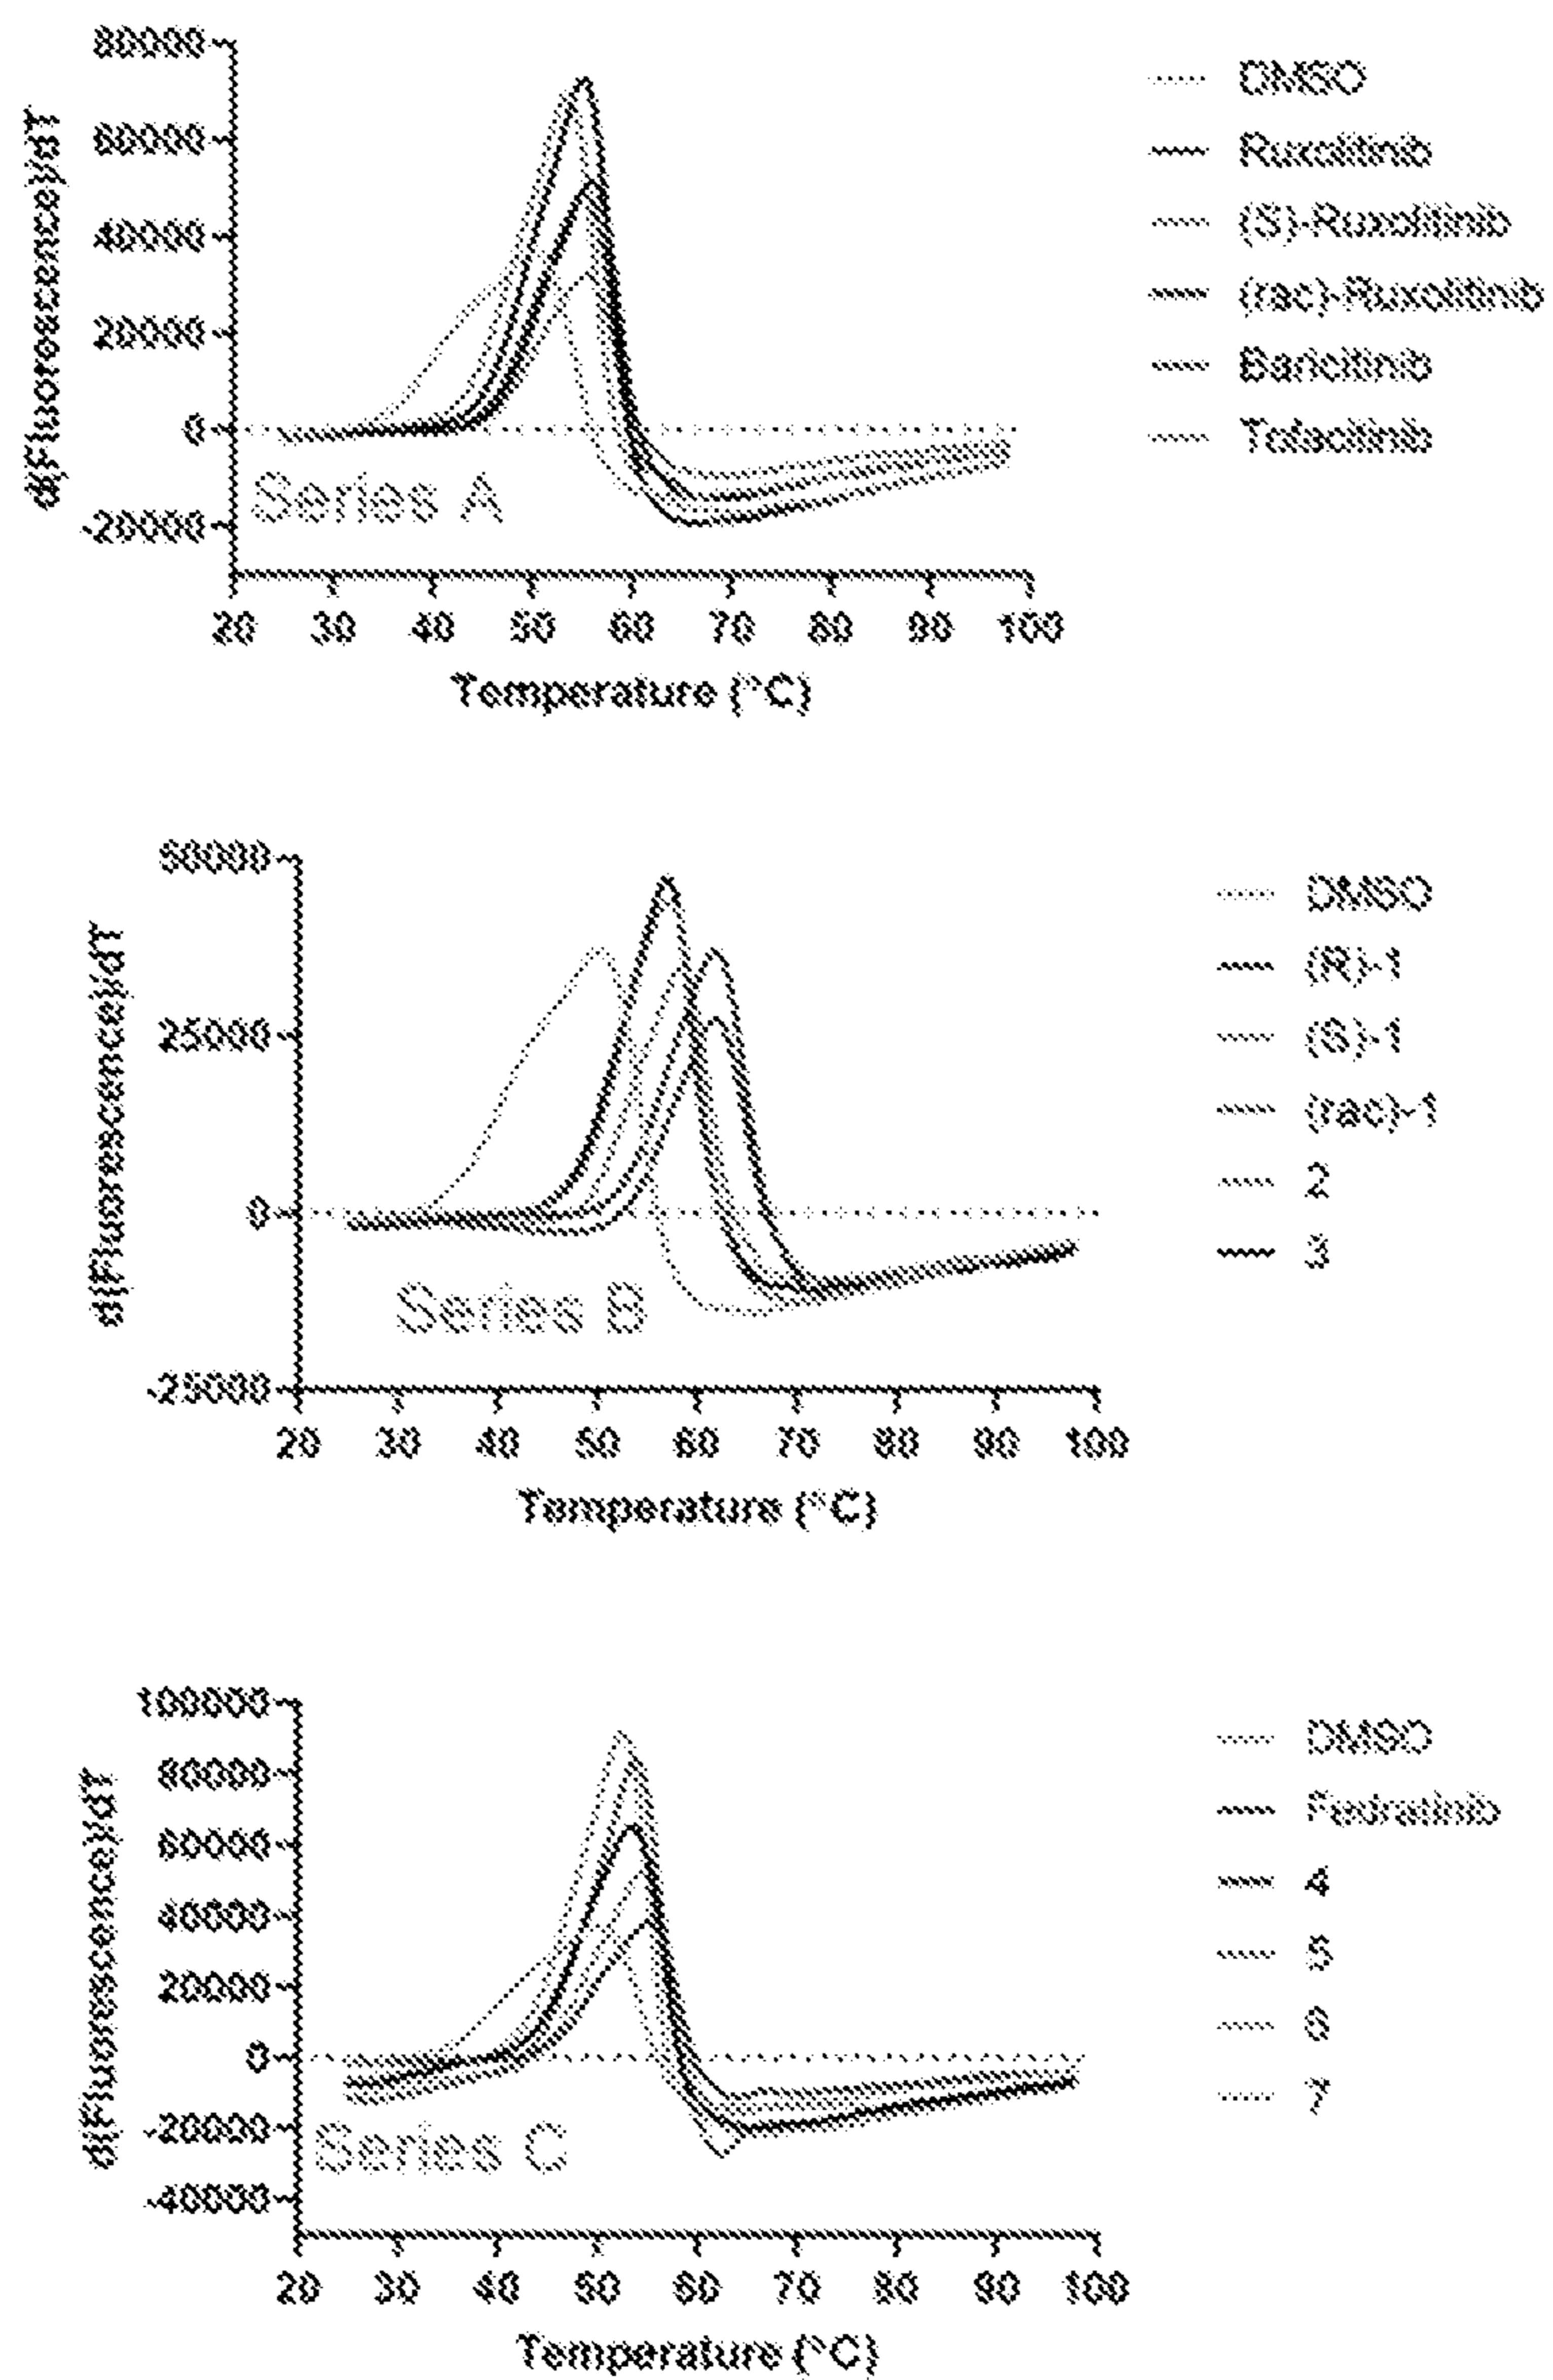 80000
60000
40000
20000
0
-20000
d(Fluorescence)/dT
Series A
20 30 40 50 60 70 80 90 100
Temperature (°C)
DMSO
Ruxolitinib
(S)-Ruxolitinib
(rac)-Ruxolitinib
Baricitinib
Tofacitinib
50000
25000
0
-25000
d(Fluorescence)/dT
Series B
20 30 40 50 60 70 80 90 100
Temperature (°C)
DMSO
(R)-1
(S)-1
(rac)-1
2
3
100000
80000
60000
40000
20000
0
-20000
-40000
d(Fluorescence)/dT
Series C
20 30 40 50 60 70 80 90 100
Temperature (°C)
DMSO
Fedratinib
4
5
6
7